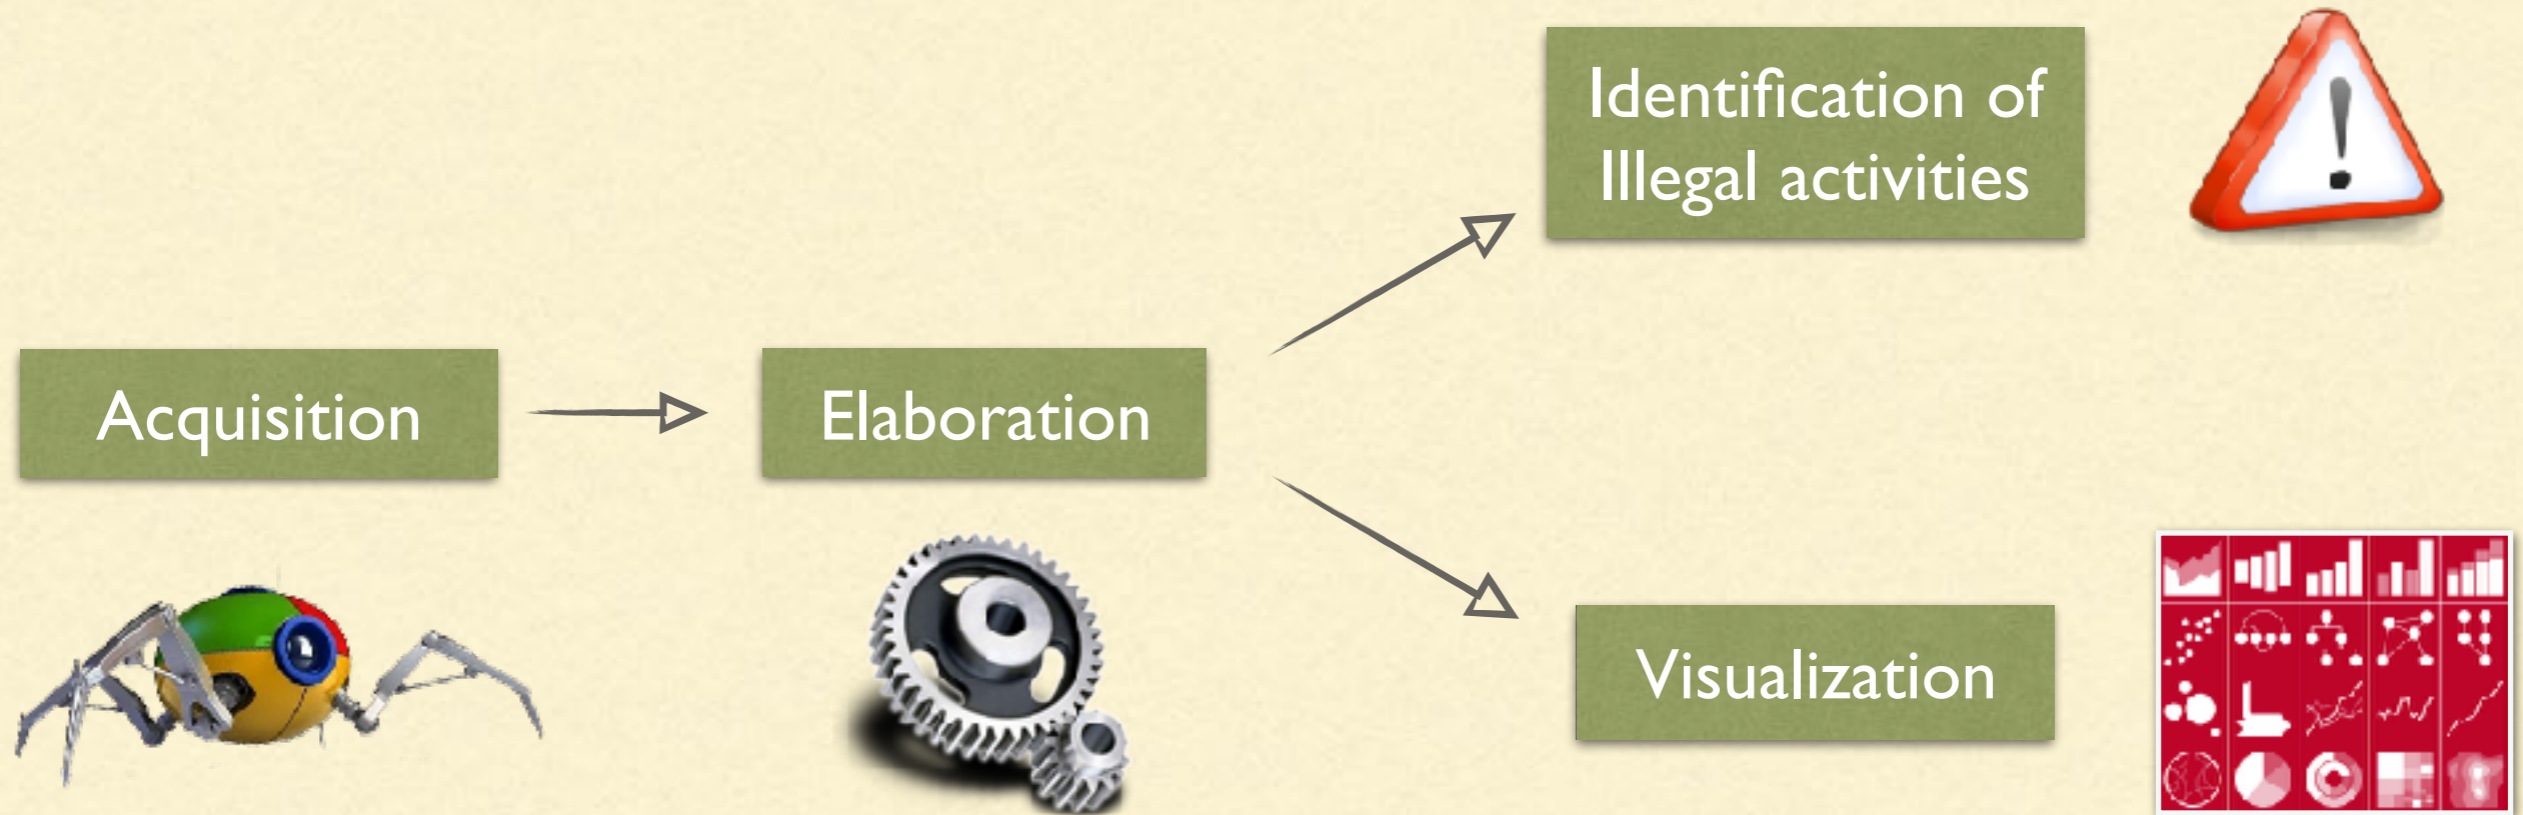 Identification of
Illegal activities
Acquisition
Elaboration
Visualization